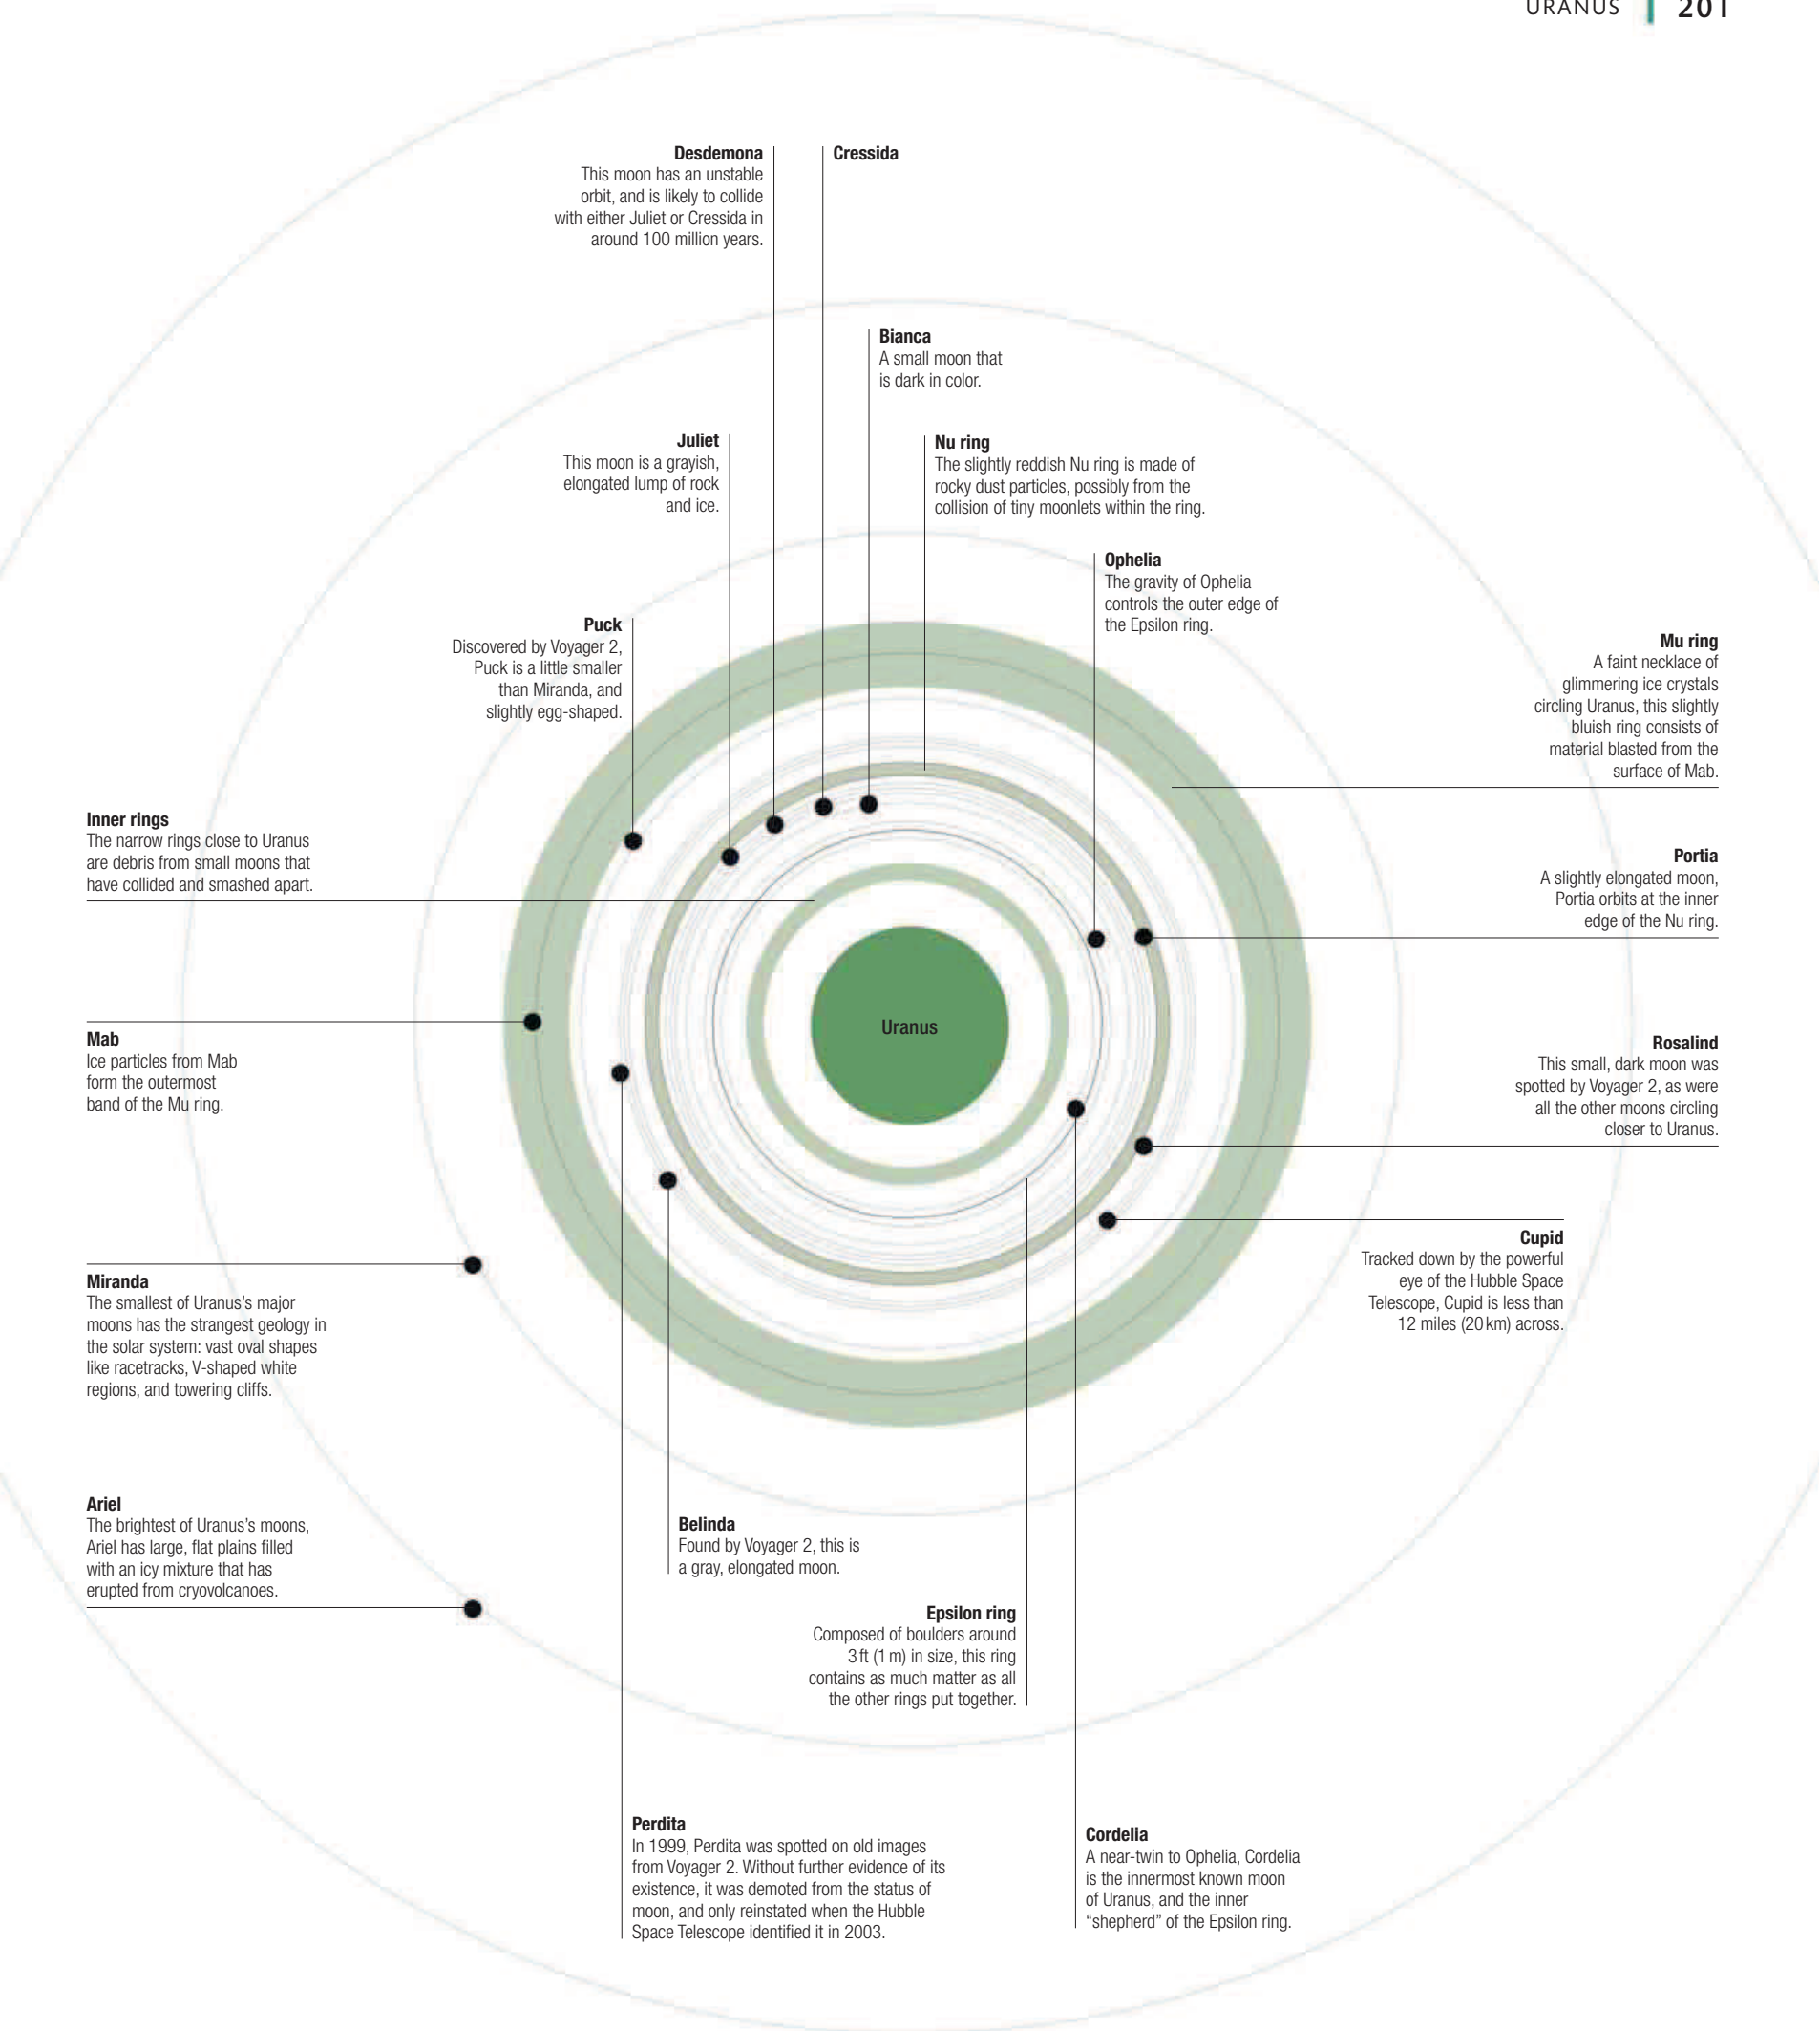 URANUS 201
Desdemona
This moon has an unstable
orbit, and is likely to collide
with either Juliet or Cressida in
around 100 million years.
Cressida
Bianca
A small moon that
is dark in color.
Juliet
This moon is a grayish,
elongated lump of rock
and ice.
Nu ring
The slightly reddish Nu ring is made of
rocky dust particles, possibly from the
collision of tiny moonlets within the ring.
Ophelia
The gravity of Ophelia
controls the outer edge of
the Epsilon ring.
Puck
Discovered by Voyager 2,
Puck is a little smaller
than Miranda, and
slightly egg-shaped.
Mu ring
A faint necklace of
glimmering ice crystals
circling Uranus, this slightly
bluish ring consists of
material blasted from the
surface of Mab.
Inner rings
The narrow rings close to Uranus
are debris from small moons that
have collided and smashed apart.
Portia
A slightly elongated moon,
Portia orbits at the inner
edge of the Nu ring.
Uranus
Mab
Ice particles from Mab
form the outermost
band of the Mu ring.
Rosalind
This small, dark moon was
spotted by Voyager 2, as were
all the other moons circling
closer to Uranus.
Cupid
Tracked down by the powerful
eye of the Hubble Space
Telescope, Cupid is less than
12 miles (20 km) across.
Miranda
The smallest of Uranus's major
moons has the strangest geology in
the solar system: vast oval shapes
like racetracks, V-shaped white
regions, and towering cliffs.
Ariel
The brightest of Uranus's moons,
Ariel has large, flat plains filled
with an icy mixture that has
erupted from cryovolcanoes.
Belinda
Found by Voyager 2, this is
a gray, elongated moon.
Epsilon ring
Composed of boulders around
3 ft (1 m) in size, this ring
contains as much matter as all
the other rings put together.
Perdita
In 1999, Perdita was spotted on old images
from Voyager 2. Without further evidence of its
existence, it was demoted from the status of
moon, and only reinstated when the Hubble
Space Telescope identified it in 2003.
Cordelia
A near-twin to Ophelia, Cordelia
is the innermost known moon
of Uranus, and the inner
“shepherd” of the Epsilon ring.